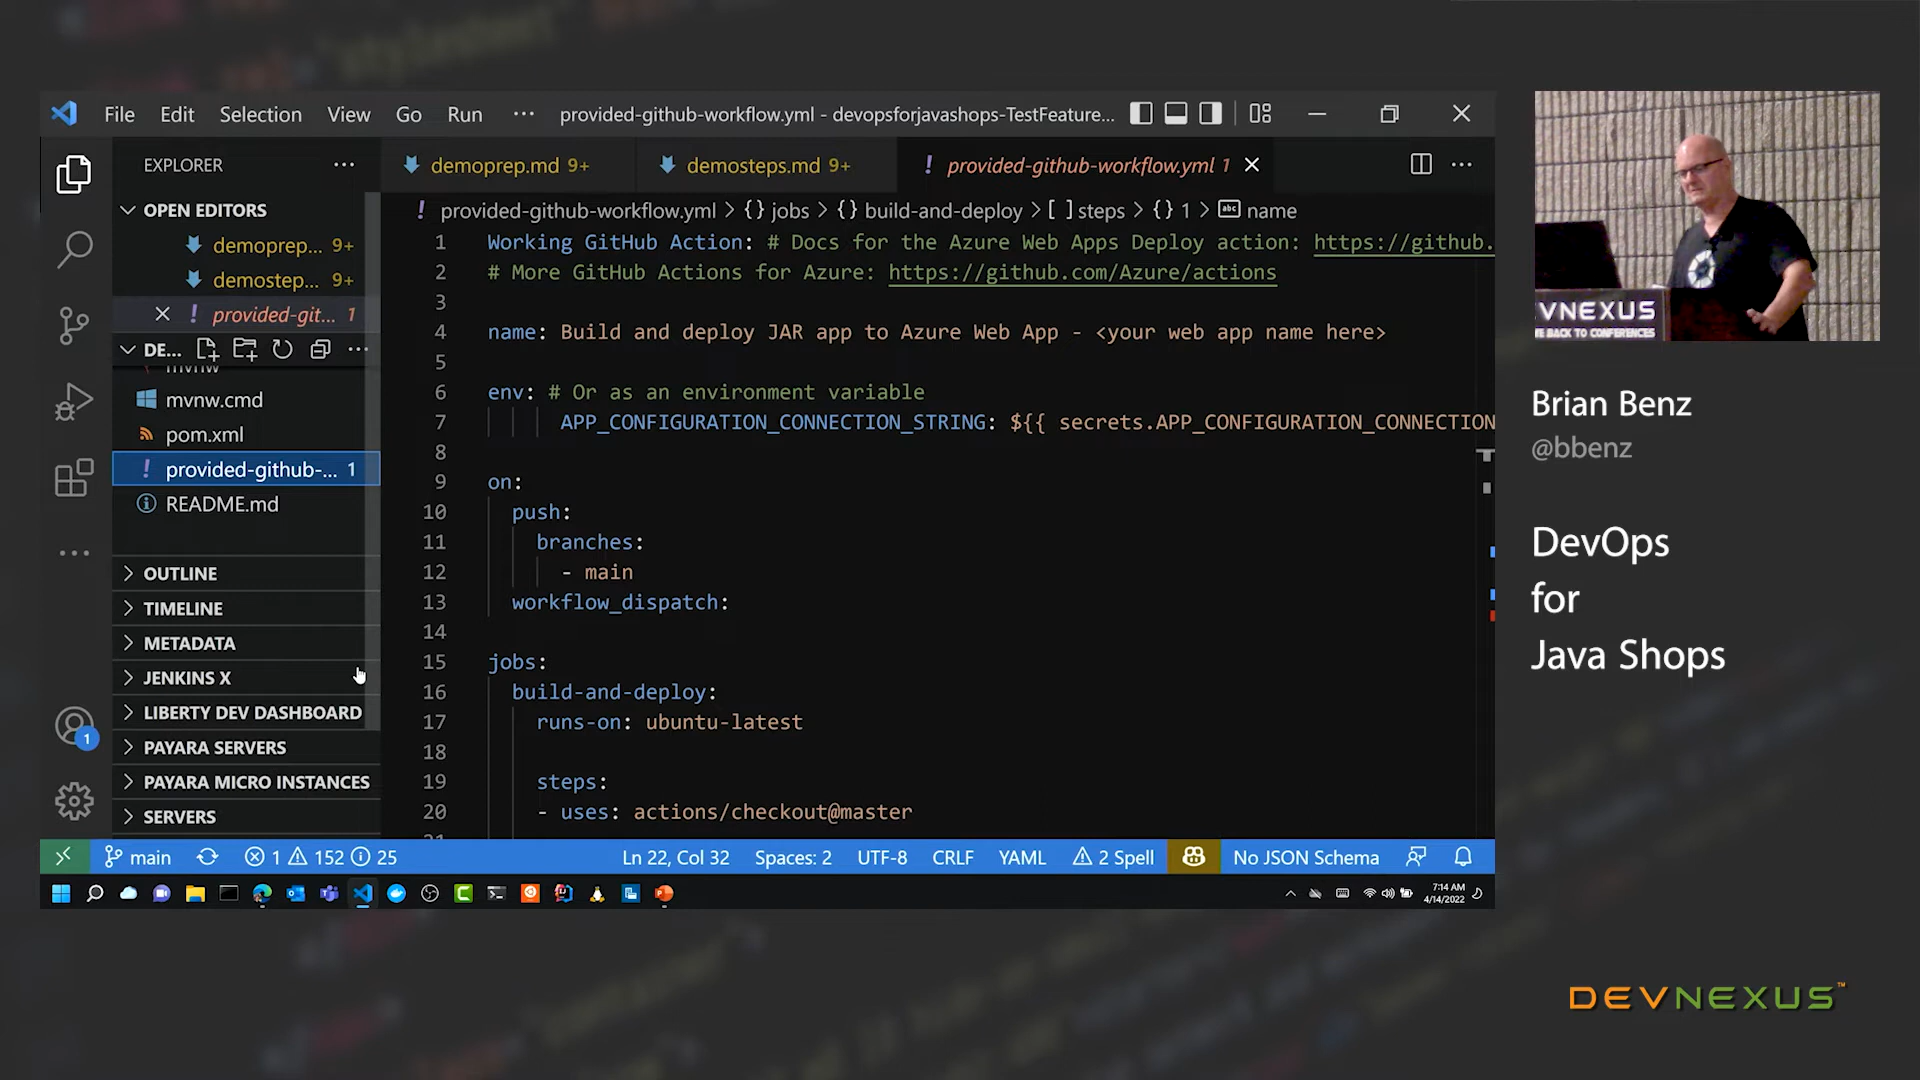 File Edit Selection View Go Run ... provided-github-workflow.yml - devopsforjavashops-TestFeature...
EXPLORER ...
demoprep.md 9+
demosteps.md 9+
! provided-github-workflow.yml 1
OPEN EDITORS
demoprep... 9+
demostep... 9+
! provided-git... 1
DE...
mvnw
mvnw.cmd
pom.xml
! provided-github-... 1
README.md
OUTLINE
TIMELINE
METADATA
JENKINS X
LIBERTY DEV DASHBOARD
PAYARA SERVERS
PAYARA MICRO INSTANCES
SERVERS
! provided-github-workflow.yml > {} jobs > {} build-and-deploy > [ ] steps > {} 1 > abc name
1 Working GitHub Action: # Docs for the Azure Web Apps Deploy action: https://github.
2 # More GitHub Actions for Azure: https://github.com/Azure/actions
3
4 name: Build and deploy JAR app to Azure Web App - <your web app name here>
5
6 env: # Or as an environment variable
7 APP_CONFIGURATION_CONNECTION_STRING: ${{ secrets.APP_CONFIGURATION_CONNECTION
8
9 on:
10 push:
11 branches:
12 - main
13 workflow_dispatch:
14
15 jobs:
16 build-and-deploy:
17 runs-on: ubuntu-latest
18
19 steps:
20 - uses: actions/checkout@master
1
main 1 152 25 Ln 22, Col 32 Spaces: 2 UTF-8 CRLF YAML 2 Spell No JSON Schema
7:14 AM
4/14/2022
VNEXUS
E BACK TO CONFERENCES
Brian Benz
@bbenz
DevOps
for
Java Shops
DEVNEXUS™